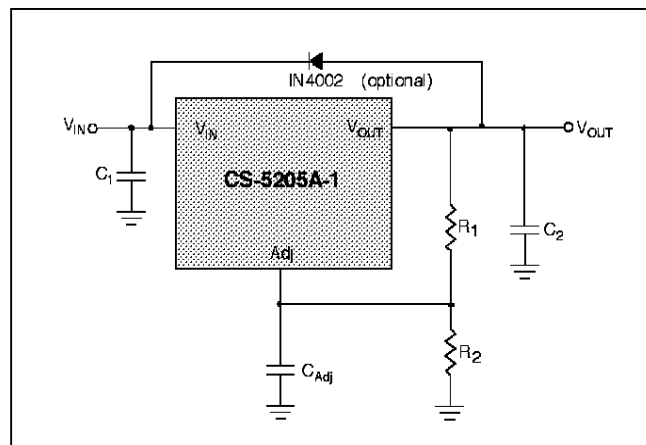 IN4002 (optional)
VIN
VIN
VOUT
VOUT
C1
CS-5205A-1
R1
C2
Adj
R2
CAdj